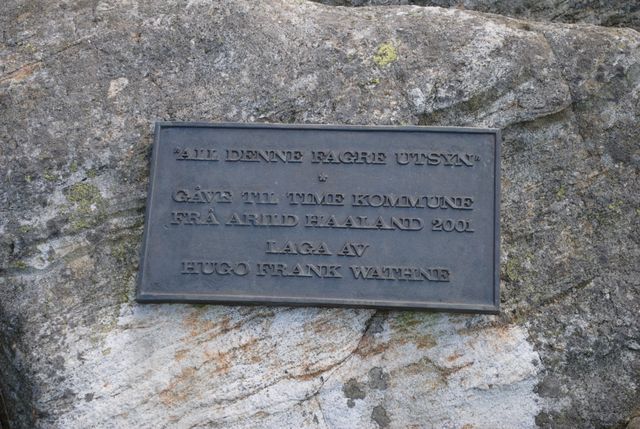 "ALL DENNE FAGRE UTSYN"
*
GÅVE TIL TIME KOMMUNE
FRÅ ARILD HAALAND 2001
LAGA AV
HUGO FRANK WATHNE